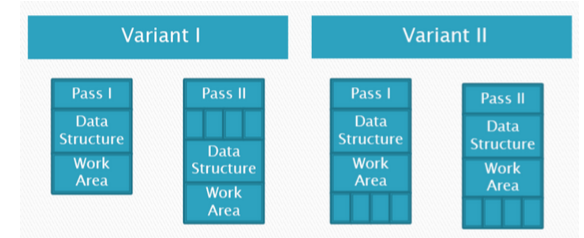 Variant I
Variant II
Pass I
Data
Structure
Work
Area
Pass II
Data
Structure
Work
Area
Pass I
Data
Structure
Work
Area
Pass II
Data
Structure
Work
Area